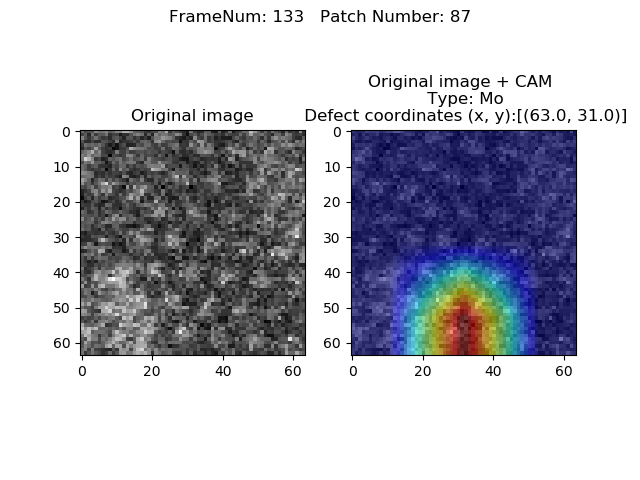 FrameNum: 133   Patch Number: 87
Original image
0
10
20
30
40
50
60
0 20 40 60
Original image + CAM
Type: Mo
Defect coordinates (x, y):[(63.0, 31.0)]
0
10
20
30
40
50
60
0 20 40 60